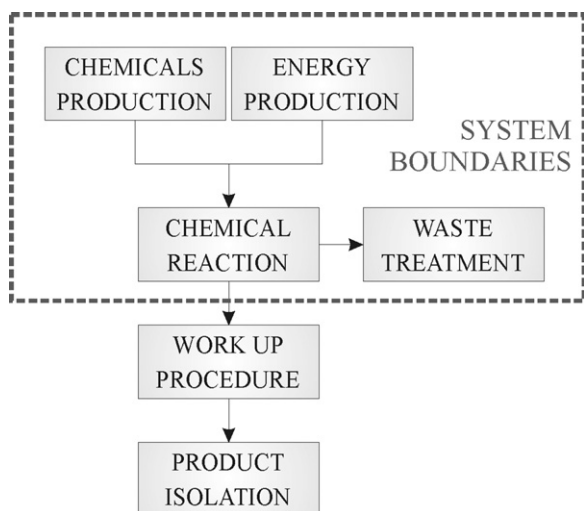 CHEMICALS
PRODUCTION
ENERGY
PRODUCTION
SYSTEM
BOUNDARIES
CHEMICAL
REACTION
WASTE
TREATMENT
WORK UP
PROCEDURE
PRODUCT
ISOLATION